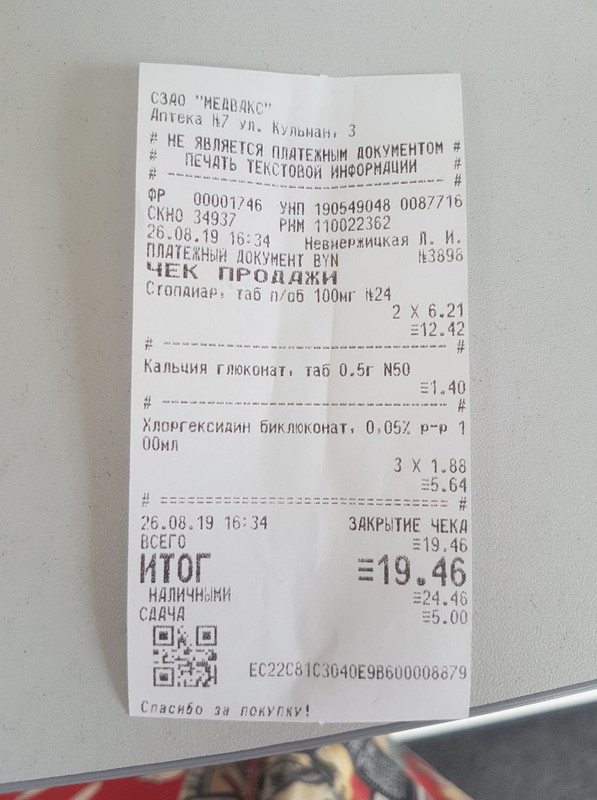 СЗАО "МЕДВАКС"
Аптека №7 ул. Кульман, 3
# НЕ ЯВЛЯЕТСЯ ПЛАТЕЖНЫМ ДОКУМЕНТОМ #
# ПЕЧАТЬ ТЕКСТОВОЙ ИНФОРМАЦИИ #
# ------------------------------ #
ФР 00001746 УНП 190549048 0087716
СКНО 34937 РНМ 110022362
26.08.19 16:34 Невмержицкая Л. И.
ПЛАТЕЖНЫЙ ДОКУМЕНТ BYN №3898
ЧЕК ПРОДАЖИ
Стопдиар, таб п/об 100мг №24
2 X 6.21
≡12.42
# ------------------------------ #
Кальция глюконат, таб 0.5г N50
≡1.40
# ------------------------------ #
Хлоргексидин биклюконат, 0,05% р-р 1
00мл
3 X 1.88
≡5.64
# ============================== #
26.08.19 16:34 ЗАКРЫТИЕ ЧЕКА
ВСЕГО ≡19.46
ИТОГ ≡19.46
НАЛИЧНЫМИ ≡24.46
СДАЧА ≡5.00
EC22C81C3040E9B600008879
Спасибо за покупку!